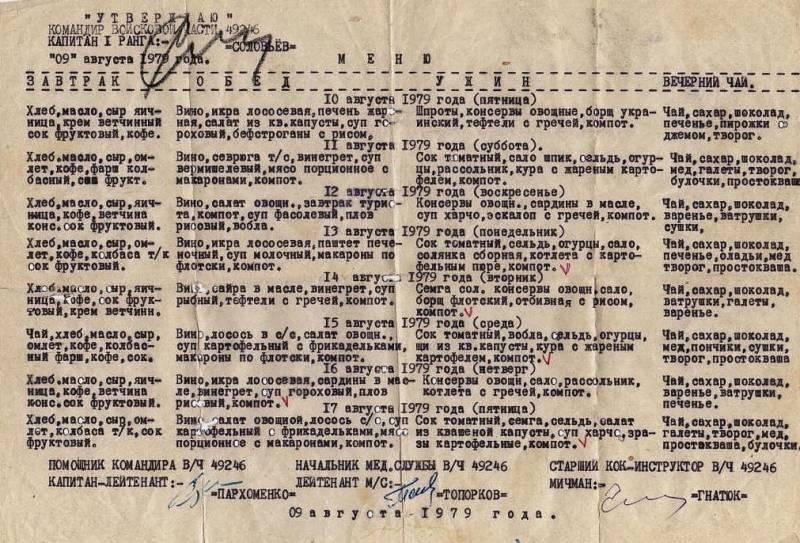 "УТВЕРЖДАЮ"
КОМАНДИР ВОЙСКОВОЙ ЧАСТИ 49246
КАПИТАН I РАНГА:- =СОЛОВЬЁВ=
"09" августа 1979 года. М Е Н Ю
ЗАВТРАК ОБЕД УЖИН ВЕЧЕРНИЙ ЧАЙ.
10 августа 1979 года (пятница)
Хлеб,масло,сыр яич- Вино,икра лососевая,печень жар- Шпроты,консервы овощные,борщ укра- Чай,сахар,шоколад,
ница,крем ветчинный ная,салат из кв.капусты,суп го- инский,тефтели с гречей,компот. печенье,пирожки с
сок фруктовый,кофе. роховый,бефстроганы с рисом, джемом,творог.
11 августа 1979 года (суббота).
Хлеб,масло,сыр,ом- Вино,севрюга т/с,винегрет,суп Сок томатный,сало шпик,сельдь,огур- Чай,сахар,шоколад,
лет,кофе,фарш кол- вермишелевый,мясо порционное с цы,рассольник,кура с жареным карто- мед,галеты,творог,
басный,сок фрукт. макаронами,компот. фелем,компот. булочки,простокваша
12 августа 1979 года (воскресенье)
Хлеб,масло,сыр,яич- Вино,салат овощн.,завтрак тури- Консервы овощн.,сардины в масле, Чай,сахар,шоколад,
ница,кофе,ветчина ста,компот,суп фасолевый,плов суп харчо,эскалоп с гречей,компот. варенье,ватрушки,
конс.сок фруктовый. рисовый,вобла. сушки,
13 августа 1979 года (понедельник)
Хлеб,масло,сыр,ом- Вино,икра лососевая,паштет пече- Сок томатный,сельдь,огурцы,сало, Чай,сахар,шоколад,
лет,кофе,колбаса т/к ночный,суп молочный,макароны по солянка сборная,котлета с карто- печенье,оладьи,мед
сок фруктовый. флотски,компот. фельным пюре,компот. творог,простокваша.
14 августа 1979 года (вторник)
Хлеб,масло,сыр,яич- Вино,сайра в масле,винегрет,суп Семга сол. консервы овощн.сало, Чай,сахар,шоколад,
ница,кофе,сок фрук- рыбный,тефтели с гречей,компот. борщ флотский,отбивная с рисом, ватрушки,галеты,
товый,крем ветчинн. компот. варенье.
15 августа 1979 года (среда)
Чай,хлеб,масло,сыр, Вино,лосось в с/с,салат овощн., Сок томатный,вобла,сельдь,огурцы, Чай,сахар,шоколад,
омлет,кофе,колбас- суп картофельный с фрикадельками, щи из кв.капусты,кура с жареным мед,пончики,сушки,
ный фарш,кофе,сок. макароны по флотски,компот. картофелем,компот. творог,простокваша
16 августа 1979 года (четверг)
Хлеб,масло,сыр,яич- Вино,икра лососевая,сардины в мас- Консервы овощн,сало,рассольник, Чай,сахар,шоколад,
ница,кофе,ветчина ле,винегрет,суп гороховый,плов котлета с гречей,компот. варенье,ватрушки,
конс.сок фруктовый. рисовый,компот. печенье.
17 августа 1979 года (пятница)
Хлеб,масло,сыр,ом- Вино,салат овощной,лосось с/с,суп Сок томатный,семга,сельдь,салат Чай,сахар,шоколад,
лет,колбаса т/к,сок картофельный с фрикадельками,мясо из квашеной капусты,суп харчо,зра- галеты,творог,мед,
фруктовый. порционное с макаронами,компот. зы картофельные,компот. простокваша,булочки,
ПОМОЩНИК КОМАНДИРА В/Ч 49246 НАЧАЛЬНИК МЕД.СЛУЖБЫ В/Ч 49246 СТАРШИЙ КОК-ИНСТРУКТОР В/Ч 49246
КАПИТАН-ЛЕЙТЕНАНТ:- =ПАРХОМЕНКО= ЛЕЙТЕНАНТ М/С:- =ТОПОРКОВ= МИЧМАН:= =ГНАТЮК=
09 августа 1979 года.